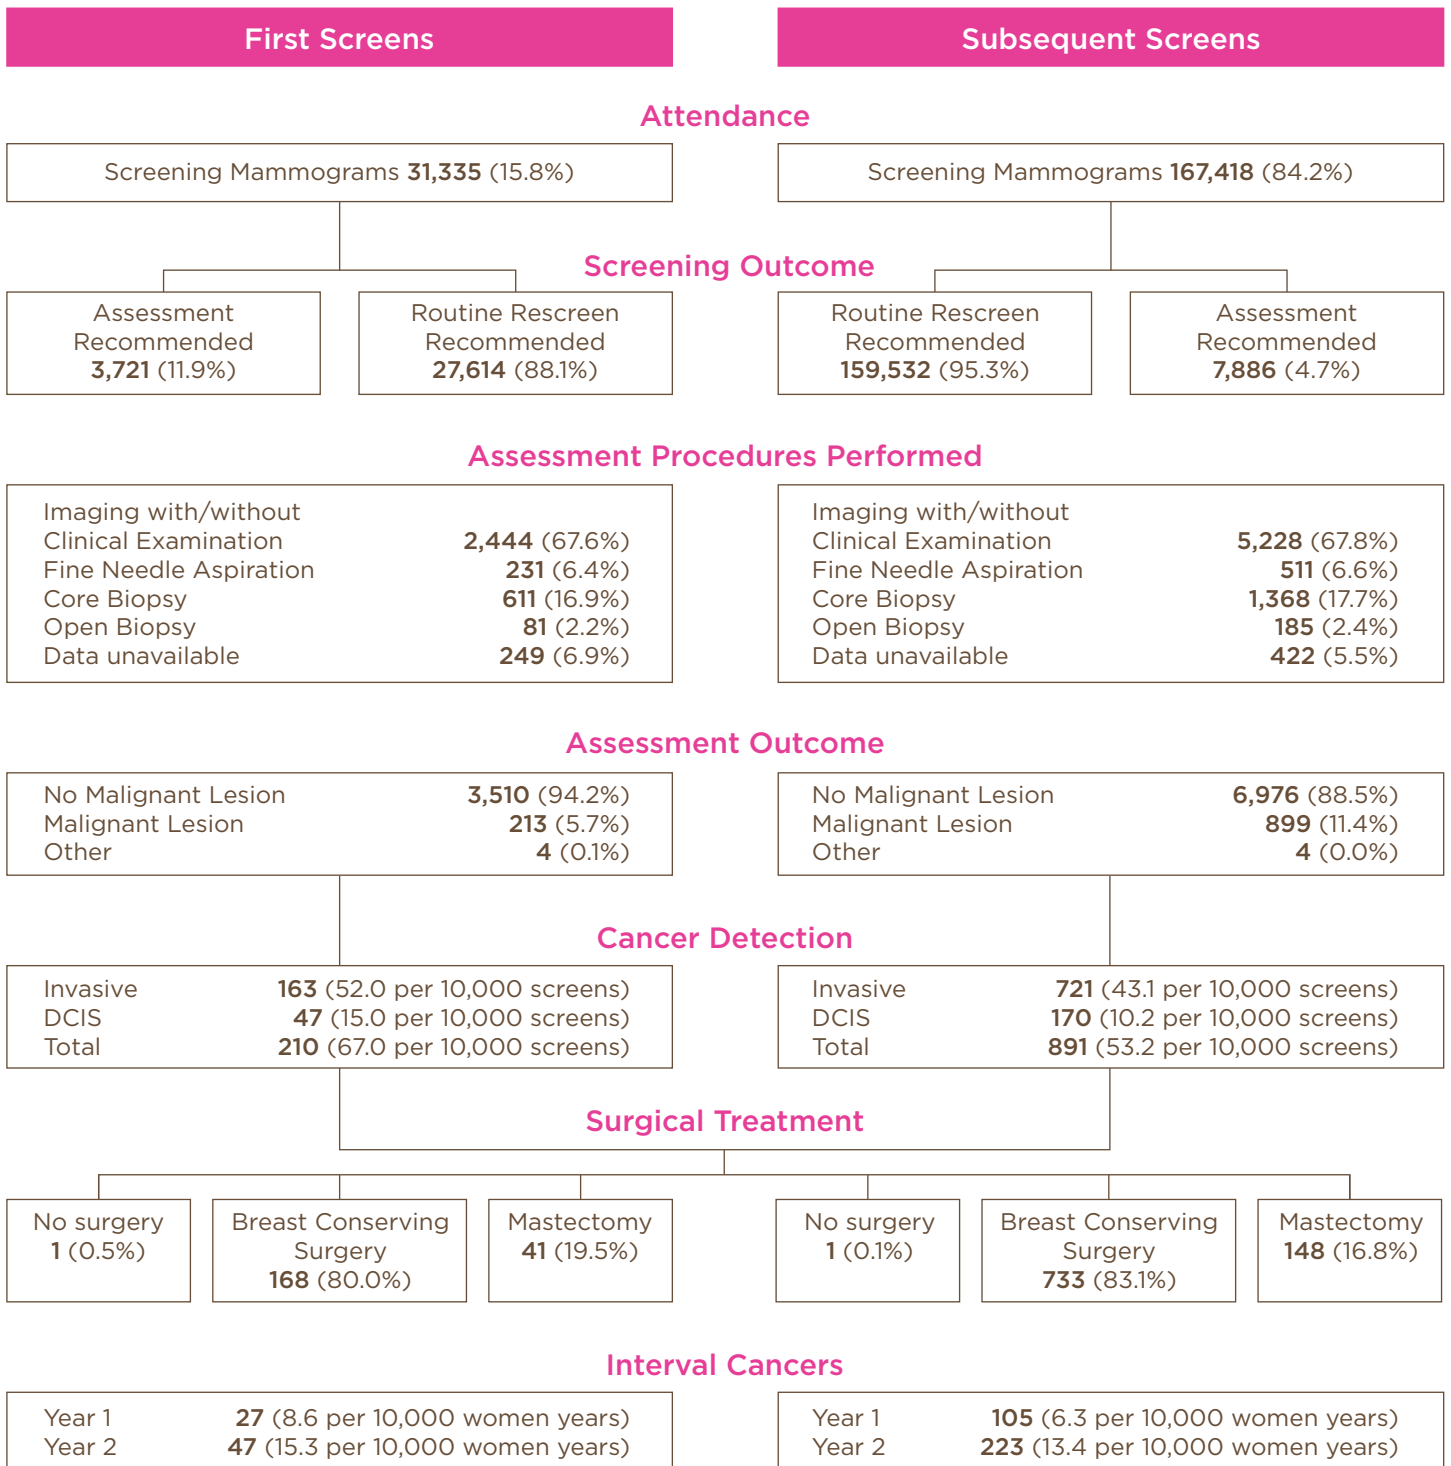 First Screens
Subsequent Screens
Attendance
Screening Mammograms 31,335 (15.8%)
Screening Mammograms 167,418 (84.2%)
Screening Outcome
Assessment
Recommended
3,721 (11.9%)
Routine Rescreen
Recommended
27,614 (88.1%)
Routine Rescreen
Recommended
159,532 (95.3%)
Assessment
Recommended
7,886 (4.7%)
Assessment Procedures Performed
Imaging with/without
Clinical Examination 2,444 (67.6%)
Fine Needle Aspiration 231 (6.4%)
Core Biopsy 611 (16.9%)
Open Biopsy 81 (2.2%)
Data unavailable 249 (6.9%)
Imaging with/without
Clinical Examination 5,228 (67.8%)
Fine Needle Aspiration 511 (6.6%)
Core Biopsy 1,368 (17.7%)
Open Biopsy 185 (2.4%)
Data unavailable 422 (5.5%)
Assessment Outcome
No Malignant Lesion 3,510 (94.2%)
Malignant Lesion 213 (5.7%)
Other 4 (0.1%)
No Malignant Lesion 6,976 (88.5%)
Malignant Lesion 899 (11.4%)
Other 4 (0.0%)
Cancer Detection
Invasive 163 (52.0 per 10,000 screens)
DCIS 47 (15.0 per 10,000 screens)
Total 210 (67.0 per 10,000 screens)
Invasive 721 (43.1 per 10,000 screens)
DCIS 170 (10.2 per 10,000 screens)
Total 891 (53.2 per 10,000 screens)
Surgical Treatment
No surgery
1 (0.5%)
Breast Conserving
Surgery
168 (80.0%)
Mastectomy
41 (19.5%)
No surgery
1 (0.1%)
Breast Conserving
Surgery
733 (83.1%)
Mastectomy
148 (16.8%)
Interval Cancers
Year 1 27 (8.6 per 10,000 women years)
Year 2 47 (15.3 per 10,000 women years)
Year 1 105 (6.3 per 10,000 women years)
Year 2 223 (13.4 per 10,000 women years)